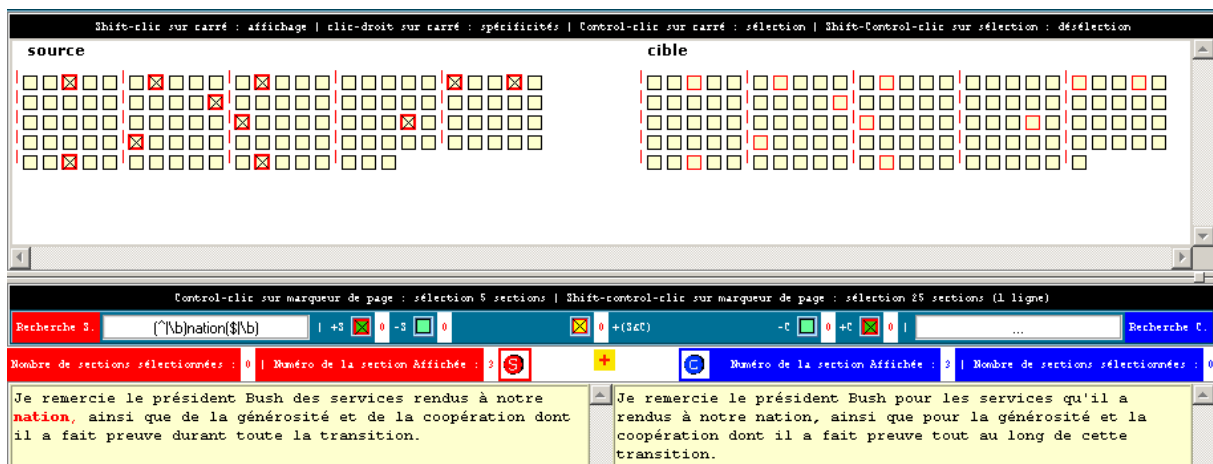 Shift-clic sur carré : affichage | clic-droit sur carré : spécificités | Control-clic sur carré : sélection | Shift-Control-clic sur sélection : désélection
source cible
Control-clic sur marqueur de page : sélection 5 sections | Shift-control-clic sur marqueur de page : sélection 25 sections (1 ligne)
Recherche S. (^|\b)nation($|\b) | +S 0 -S 0 0 +(S&C) -C 0 +C 0 | ... Recherche C.
Nombre de sections sélectionnées : 0 | Numéro de la section Affichée : 3 S + C Numéro de la section Affichée : 3 | Nombre de sections sélectionnées : 0
Je remercie le président Bush des services rendus à notre
nation, ainsi que de la générosité et de la coopération dont
il a fait preuve durant toute la transition.
Je remercie le président Bush pour les services qu'il a
rendus à notre nation, ainsi que pour la générosité et la
coopération dont il a fait preuve tout au long de cette
transition.